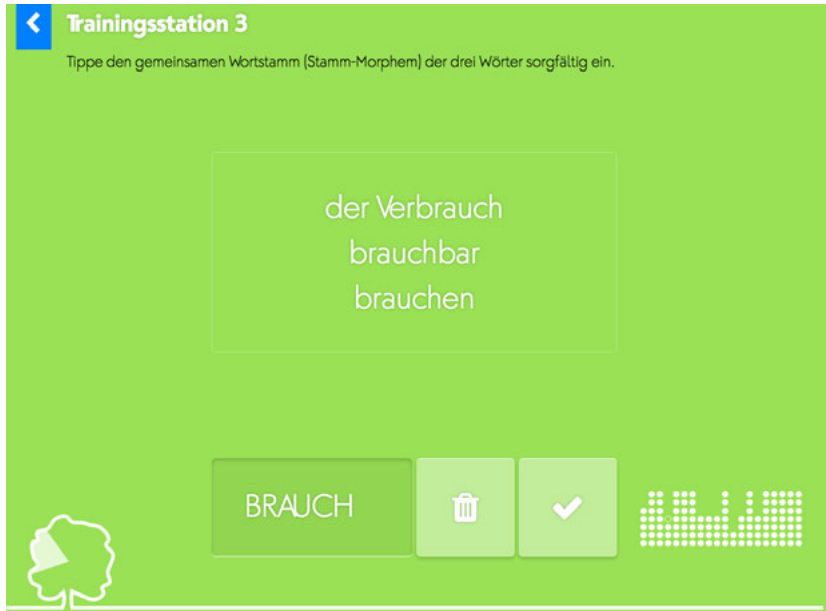 Trainingsstation 3
Tippe den gemeinsamen Wortstamm (Stamm-Morphem) der drei Wörter sorgfältig ein.
der Verbrauch
brauchbar
brauchen
BRAUCH